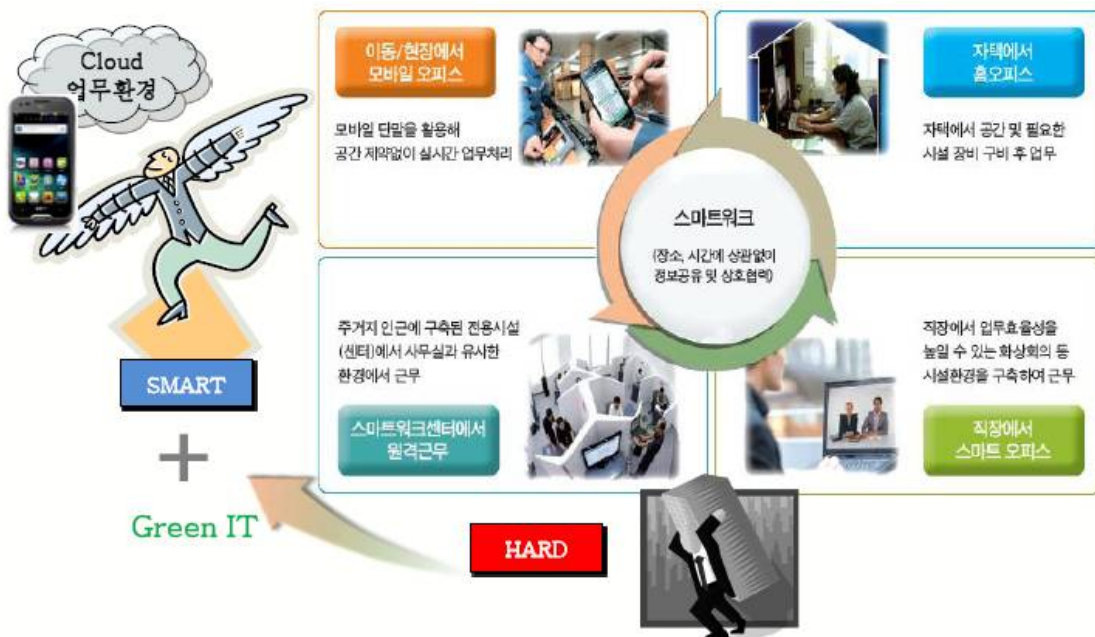 Cloud
업무환경
이동/현장에서
모바일 오피스
모바일 단말을 활용해
공간 제약없이 실시간 업무처리
자택에서
홈오피스
자택에서 공간 및 필요한
시설 장비 구비 후 업무
스마트워크
(장소, 시간에 상관없이
정보공유 및 상호협력)
주거지 인근에 구축된 전용시설
(센터)에서 사무실과 유사한
환경에서 근무
스마트워크센터에서
원격근무
직장에서 업무효율성을
높일 수 있는 화상회의 등
시설환경을 구축하여 근무
직장에서
스마트 오피스
SMART
+
Green IT
HARD